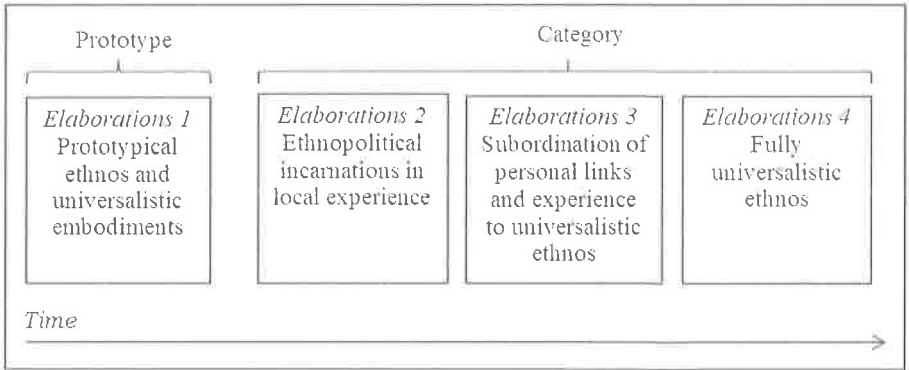 Prototype
Category
Elaborations 1
Prototypical
ethnos and
universalistic
embodiments
Elaborations 2
Ethnopolitical
incarnations in
local experience
Elaborations 3
Subordination of
personal links
and experience
to universalistic
ethnos
Elaborations 4
Fully
universalistic
ethnos
Time